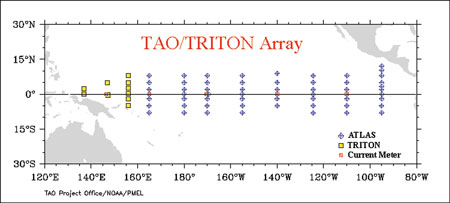 TAO/TRITON Array
30°N
15°N
0°
15°S
30°S
ATLAS
TRITON
Current Meter
120°E 140°E 160°E 180° 160°W 140°W 120°W 100°W 80°W
TAO Project Office/NOAA/PMEL